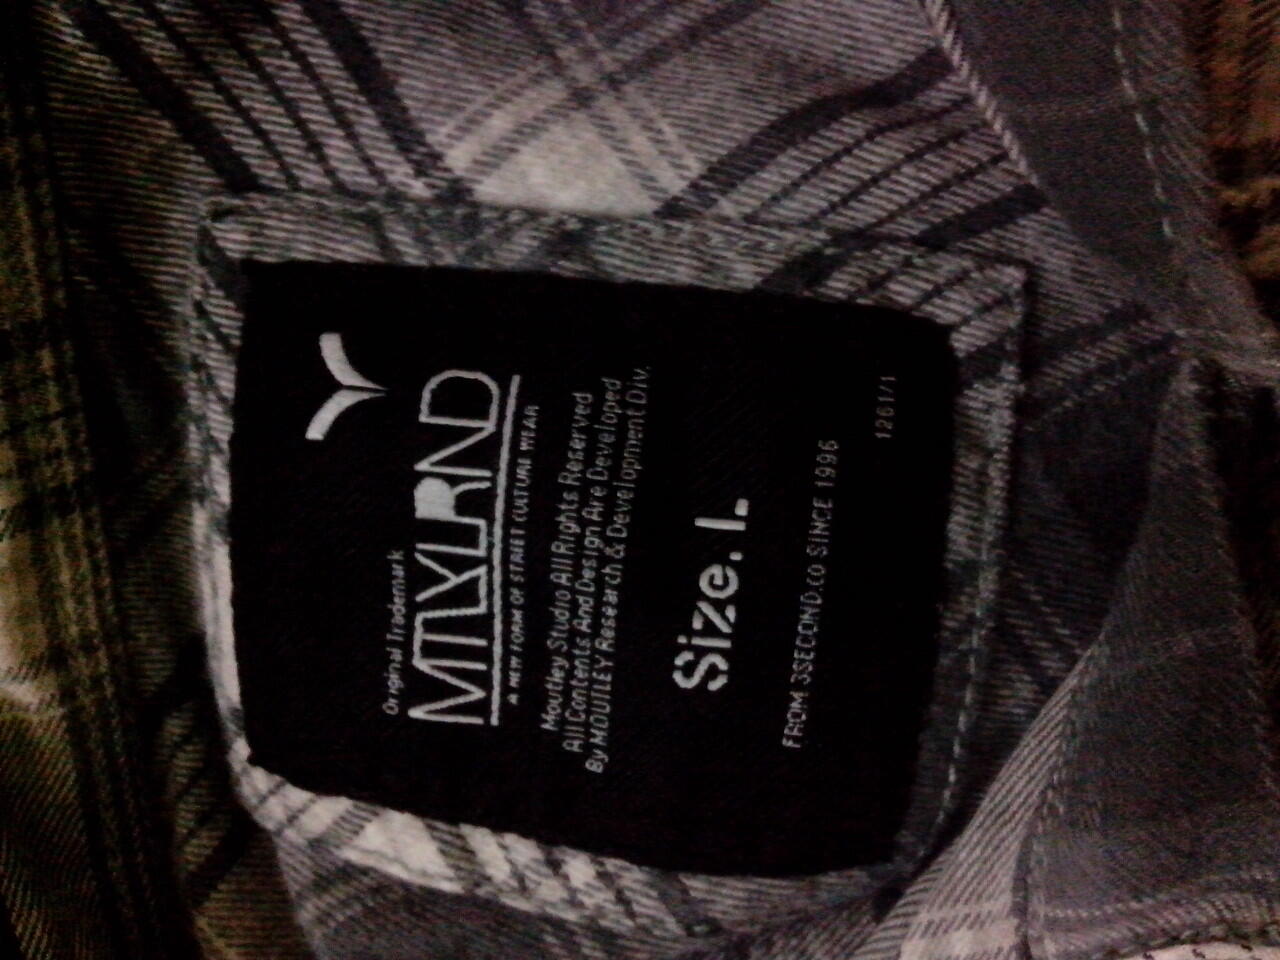 Original Trademark
MTLYRND
A NEW FORM OF STREET CULTURE WEAR
Moutley Studio All Rights Reserved
All Contents And Design Are Developed
By MOUTLEY Research & Development Div.
Size. L
FROM 3SECOND.CO SINCE 1996
1261/1